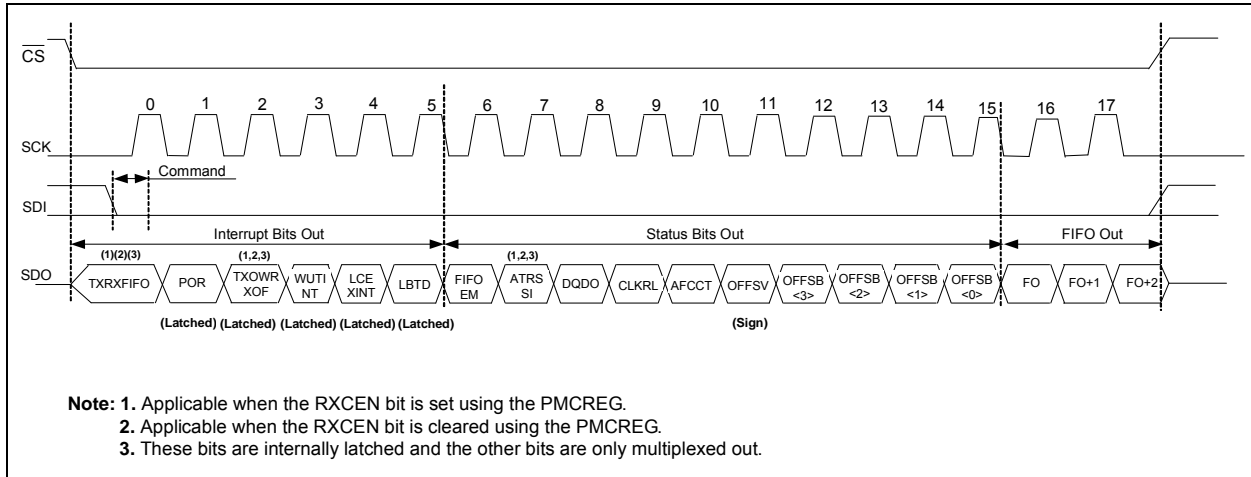 CS
0 1 2 3 4 5 6 7 8 9 10 11 12 13 14 15 16 17
SCK
Command
SDI
Interrupt Bits Out Status Bits Out FIFO Out
(1)(2)(3) (1,2,3) (1,2,3)
SDO TXRXFIFO POR TXOWR XOF WUTI NT LCE XINT LBTD FIFO EM ATRS SI DQDO CLKRL AFCCT OFFSV OFFSB <3> OFFSB <2> OFFSB <1> OFFSB <0> FO FO+1 FO+2
(Latched) (Latched) (Latched) (Latched) (Latched) (Sign)
Note: 1. Applicable when the RXCEN bit is set using the PMCREG.
2. Applicable when the RXCEN bit is cleared using the PMCREG.
3. These bits are internally latched and the other bits are only multiplexed out.